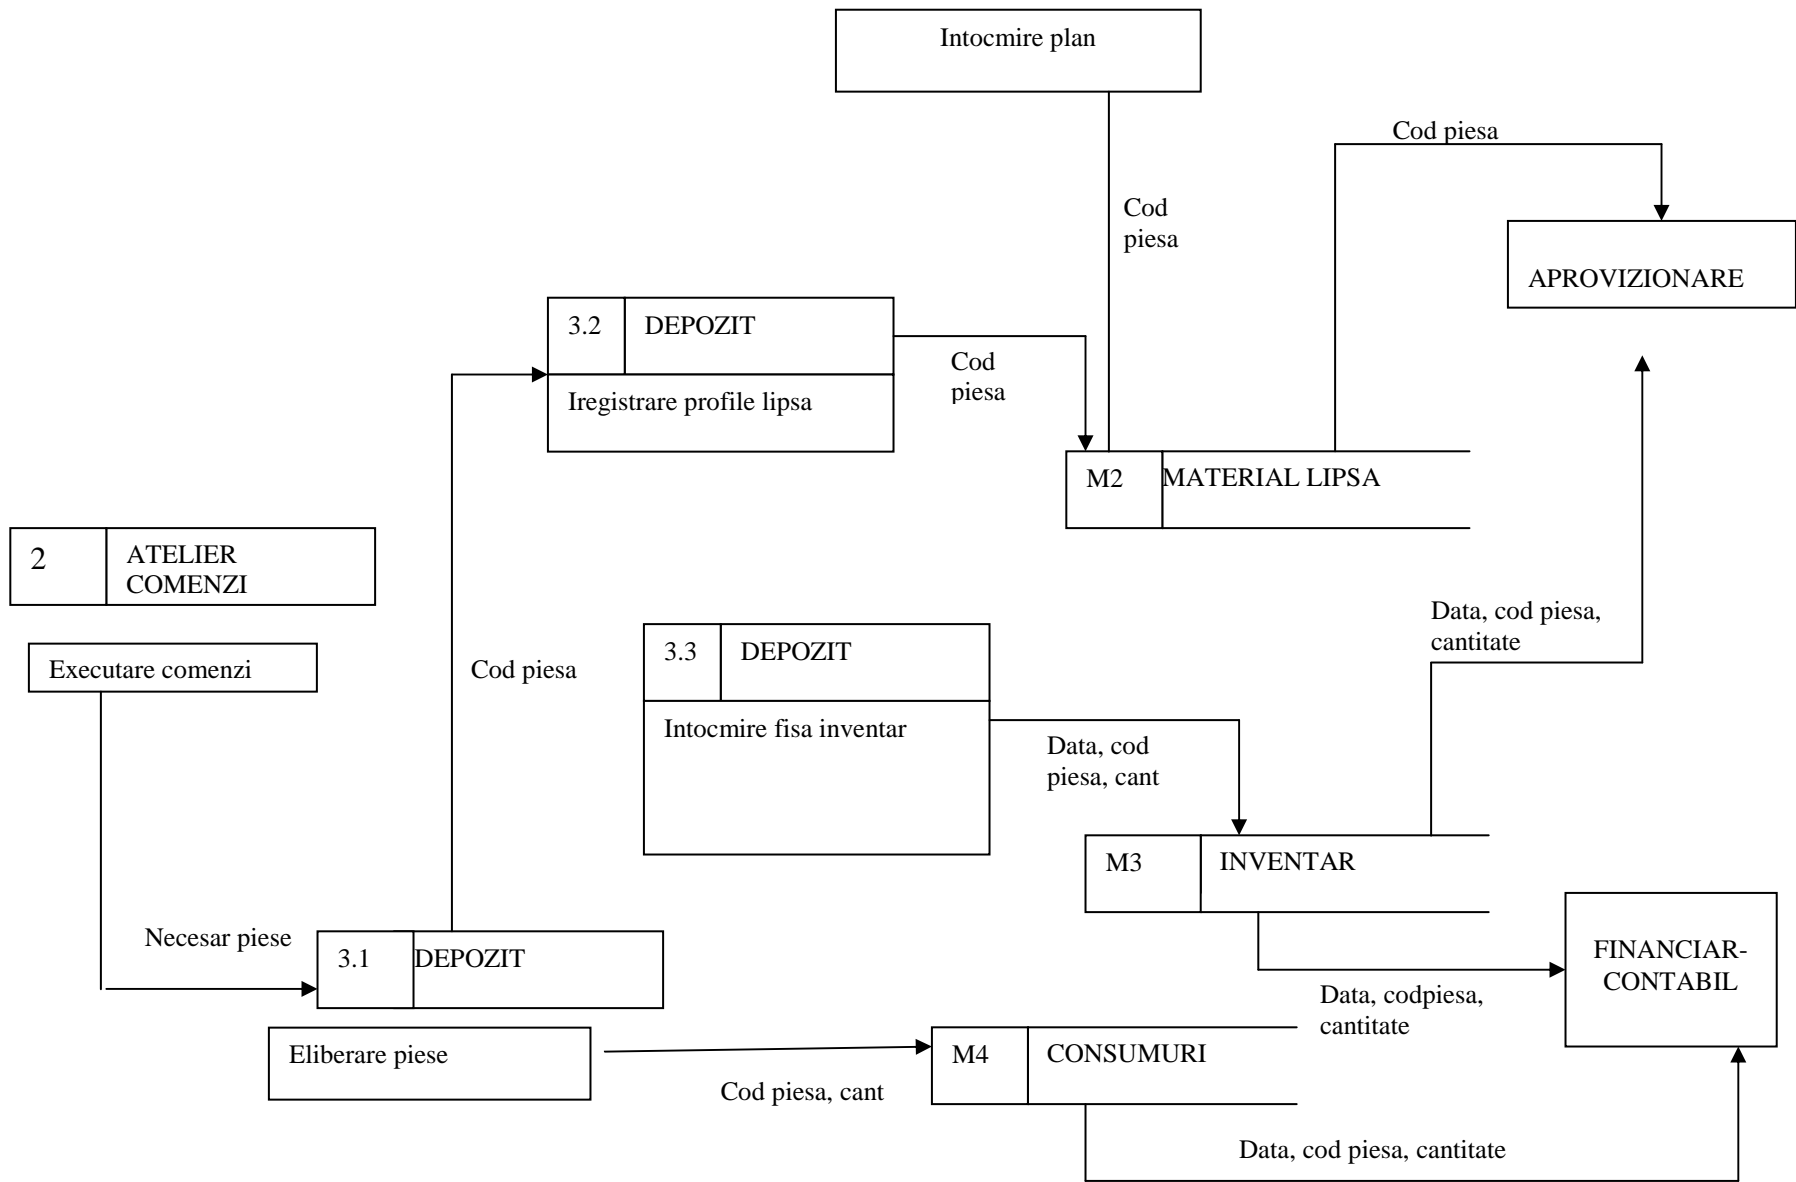 Intocmire plan
Cod piesa
Cod
piesa
APROVIZIONARE
3.2
DEPOZIT
Iregistrare profile lipsa
Cod
piesa
M2
MATERIAL LIPSA
2
ATELIER
COMENZI
Executare comenzi
Cod piesa
3.3
DEPOZIT
Intocmire fisa inventar
Data, cod
piesa, cant
Data, cod piesa,
cantitate
M3
INVENTAR
Necesar piese
3.1
DEPOZIT
FINANCIAR-
CONTABIL
Data, codpiesa,
cantitate
Eliberare piese
Cod piesa, cant
M4
CONSUMURI
Data, cod piesa, cantitate